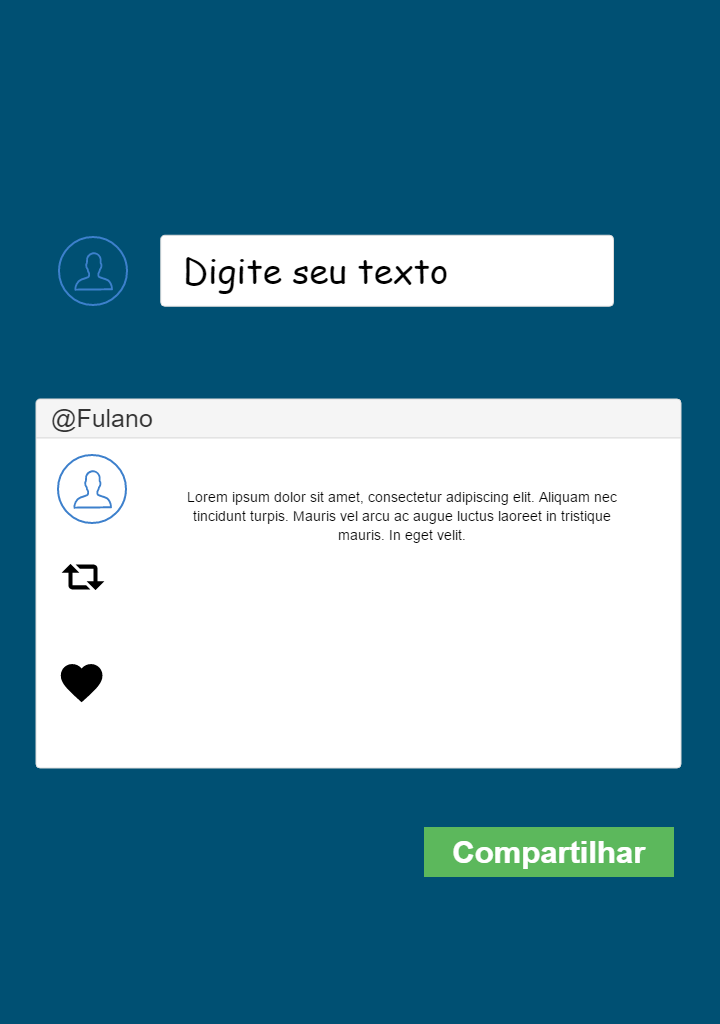 Digite seu texto
@Fulano
Lorem ipsum dolor sit amet, consectetur adipiscing elit. Aliquam nec
tincidunt turpis. Mauris vel arcu ac augue luctus laoreet in tristique
mauris. In eget velit.
Compartilhar